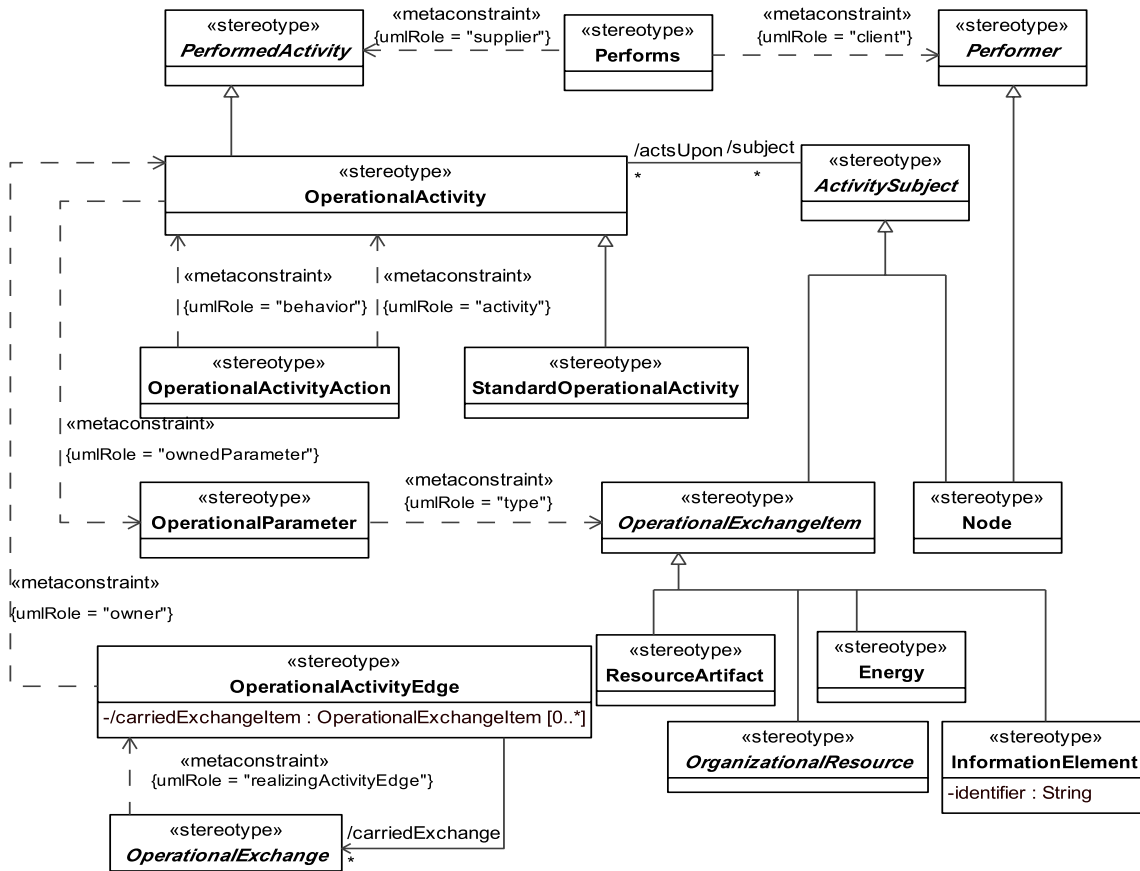 «stereotype»
PerformedActivity
«metaconstraint»
{umlRole = "supplier"}
«stereotype»
Performs
«metaconstraint»
{umlRole = "client"}
«stereotype»
Performer
«stereotype»
OperationalActivity
/actsUpon
*
/subject
*
«stereotype»
ActivitySubject
«metaconstraint»
{umlRole = "behavior"}
«metaconstraint»
{umlRole = "activity"}
«stereotype»
OperationalActivityAction
«stereotype»
StandardOperationalActivity
«metaconstraint»
{umlRole = "ownedParameter"}
«stereotype»
OperationalParameter
«metaconstraint»
{umlRole = "type"}
«stereotype»
OperationalExchangeItem
«stereotype»
Node
«metaconstraint»
{umlRole = "owner"}
«stereotype»
OperationalActivityEdge
-/carriedExchangeItem : OperationalExchangeItem [0..*]
«stereotype»
ResourceArtifact
«stereotype»
Energy
«stereotype»
OrganizationalResource
«stereotype»
InformationElement
-identifier : String
«metaconstraint»
{umlRole = "realizingActivityEdge"}
«stereotype»
OperationalExchange
/carriedExchange
*